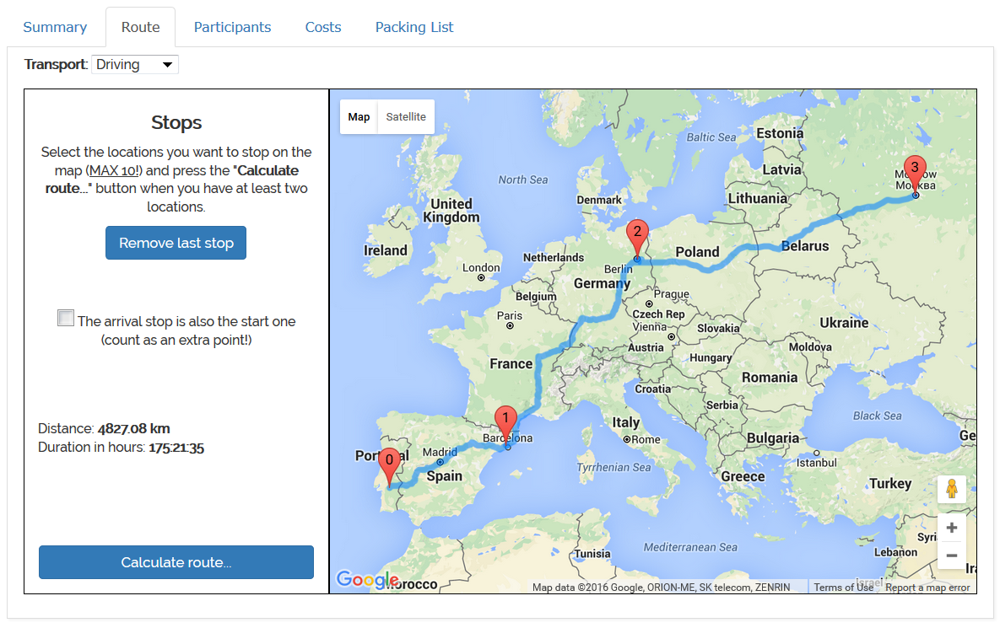 Summary
Route
Participants
Costs
Packing List
Transport: Driving
Stops
Select the locations you want to stop on the
map (MAX 10!) and press the "Calculate
route..." button when you have at least two
locations.
Remove last stop
The arrival stop is also the start one
(count as an extra point!)
Distance: 4827.08 km
Duration in hours: 175:21:35
Calculate route...
Map
Satellite
Baltic Sea
Estonia
Latvia
3
Москва
North Sea
Denmark
Lithuania
United
Kingdom
2
Ireland
Netherlands
Poland
Belarus
London
Berlin
Germany
Belgium
Prague
Paris
Czech Rep
Vienna
Slovakia
Ukraine
Austria
Moldova
France
Hungary
Romania
Croatia
Serbia
1
Italy
Black Sea
Barcelona
Rome
Bulgaria
Ge
0
Madrid
Spain
Tyrrhenian Sea
Istanbul
Greece
Turkey
Syri
Tunisia
Mediterranean Sea
Lebanon
Ira
Israel
Google
Map data ©2016 Google, ORION-ME, SK telecom, ZENRIN
Terms of Use
Report a map error